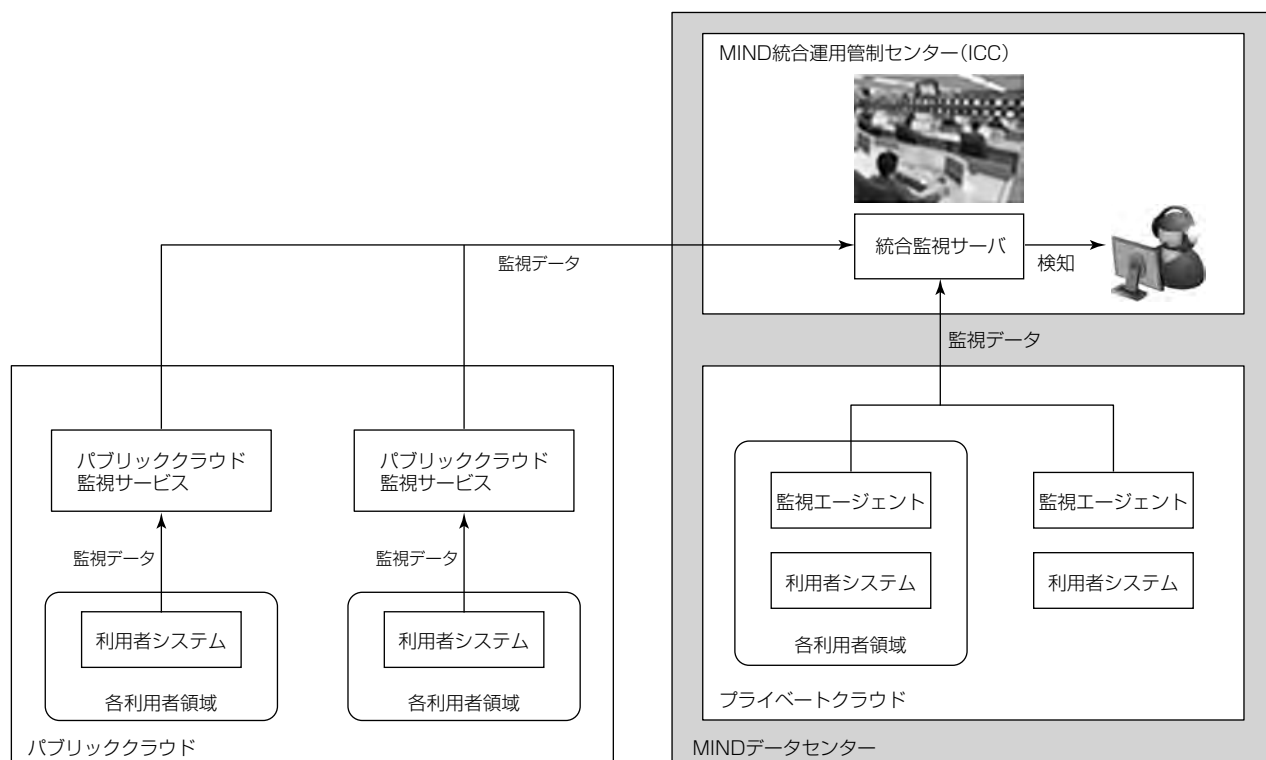 MIND統合運用管制センター(ICC)
統合監視サーバ
検知
監視データ
監視データ
パブリッククラウド
監視サービス
パブリッククラウド
監視サービス
監視データ
監視データ
利用者システム
利用者システム
各利用者領域
各利用者領域
パブリッククラウド
監視エージェント
監視エージェント
利用者システム
利用者システム
各利用者領域
プライベートクラウド
MINDデータセンター